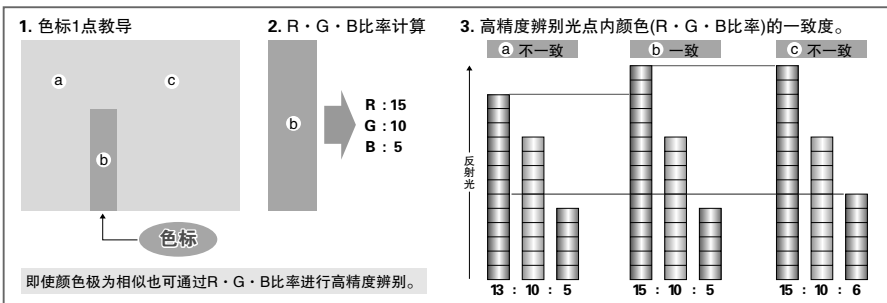 1. 色标1点教导
a
c
b
色标
即使颜色极为相似也可通过R・G・B比率进行高精度辨别。
2. R・G・B比率计算
b
R : 15
G : 10
B : 5
3. 高精度辨别光点内颜色(R・G・B比率)的一致度。
a 不一致
b 一致
c 不一致
反射光
13 : 10 : 5
15 : 10 : 5
15 : 10 : 6